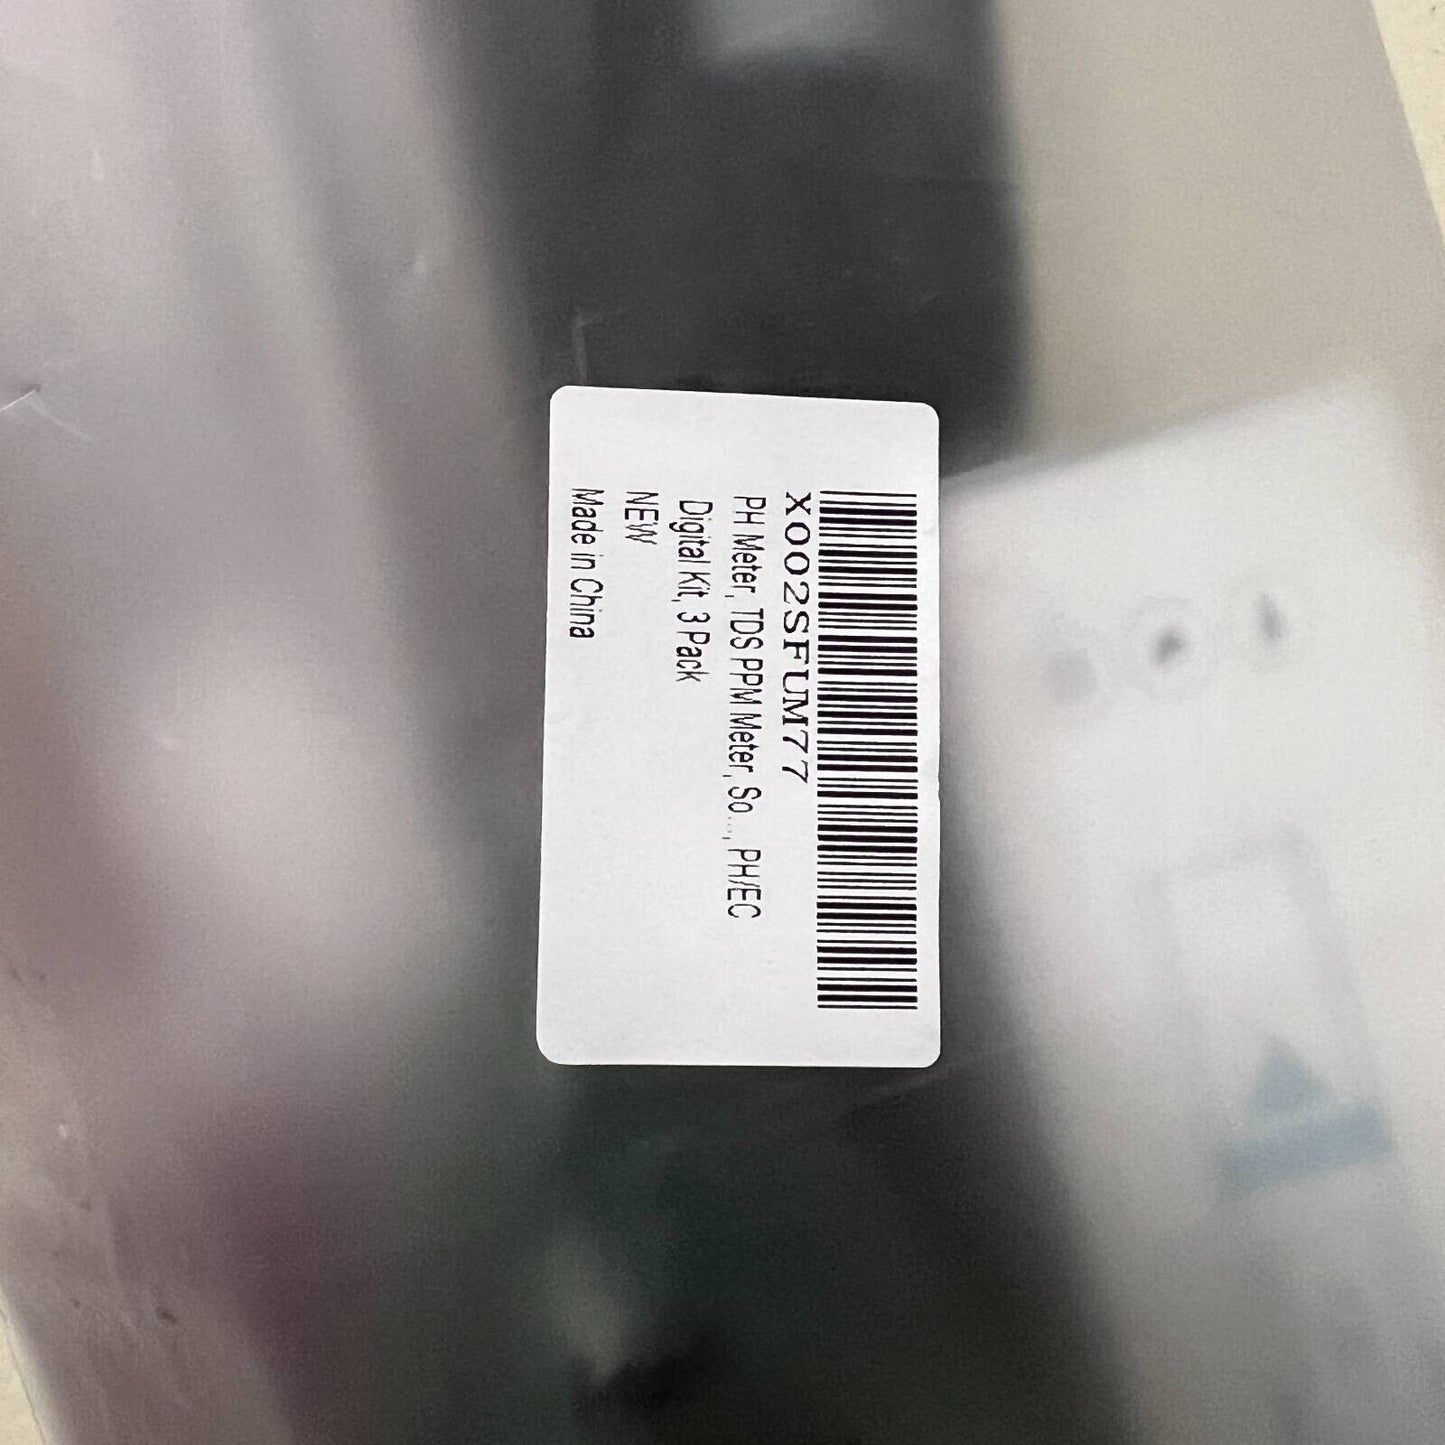 X002SFUM77
PH Meter, TDS PPM Meter, So..., PH/EC
Digital Kit, 3 Pack
NEW
Made in China